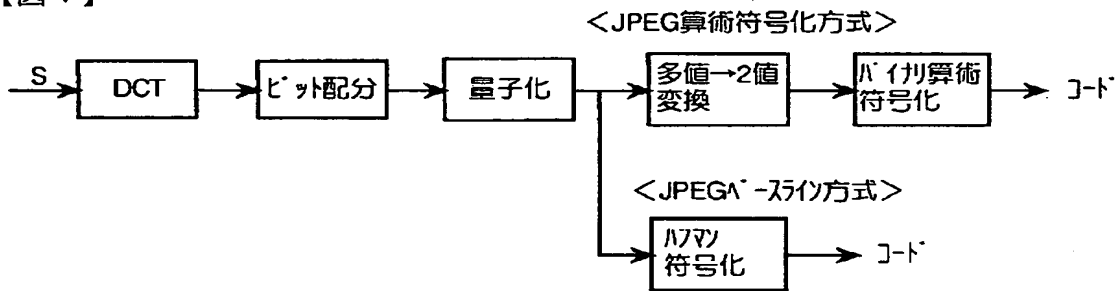 <JPEG算術符号化方式>
S
DCT
ビット配分
量子化
多値→2値
変換
バイナリ算術
符号化
コード
<JPEGベースライン方式>
ハフマン
符号化
コード